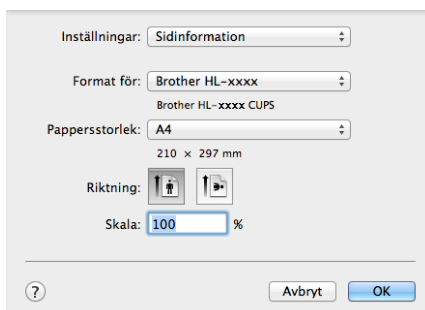 Inställningar: Sidinformation
Format för: Brother HL-xxxx
Brother HL-xxxx CUPS
Pappersstorlek: A4
210 × 297 mm
Riktning:
Skala: 100 %
? Avbryt OK